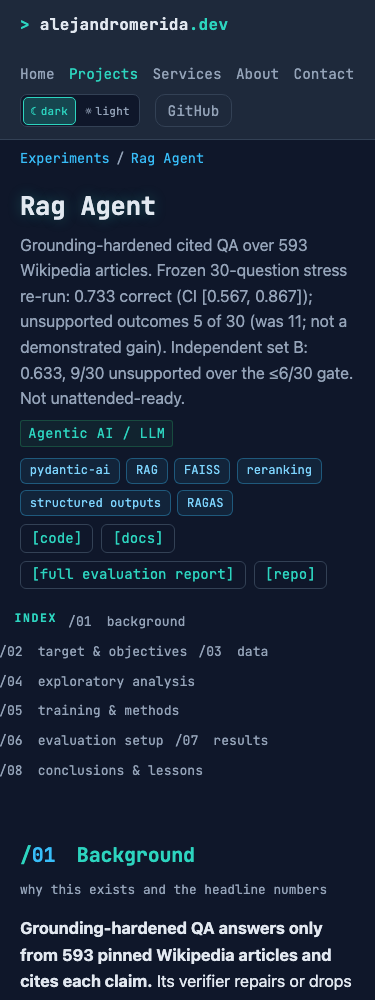 > alejandromerida.dev
Home Projects Services About Contact
☾ dark ☼ light GitHub
Experiments / Rag Agent
Rag Agent
Grounding-hardened cited QA over 593
Wikipedia articles. Frozen 30-question stress
re-run: 0.733 correct (CI [0.567, 0.867]);
unsupported outcomes 5 of 30 (was 11; not a
demonstrated gain). Independent set B:
0.633, 9/30 unsupported over the ≤6/30 gate.
Not unattended-ready.
Agentic AI / LLM
pydantic-ai RAG FAISS reranking
structured outputs RAGAS
[code] [docs]
[full evaluation report] [repo]
INDEX /01 background
/02 target & objectives /03 data
/04 exploratory analysis
/05 training & methods
/06 evaluation setup /07 results
/08 conclusions & lessons
/01 Background
why this exists and the headline numbers
Grounding-hardened QA answers only
from 593 pinned Wikipedia articles and
cites each claim. Its verifier repairs or drops